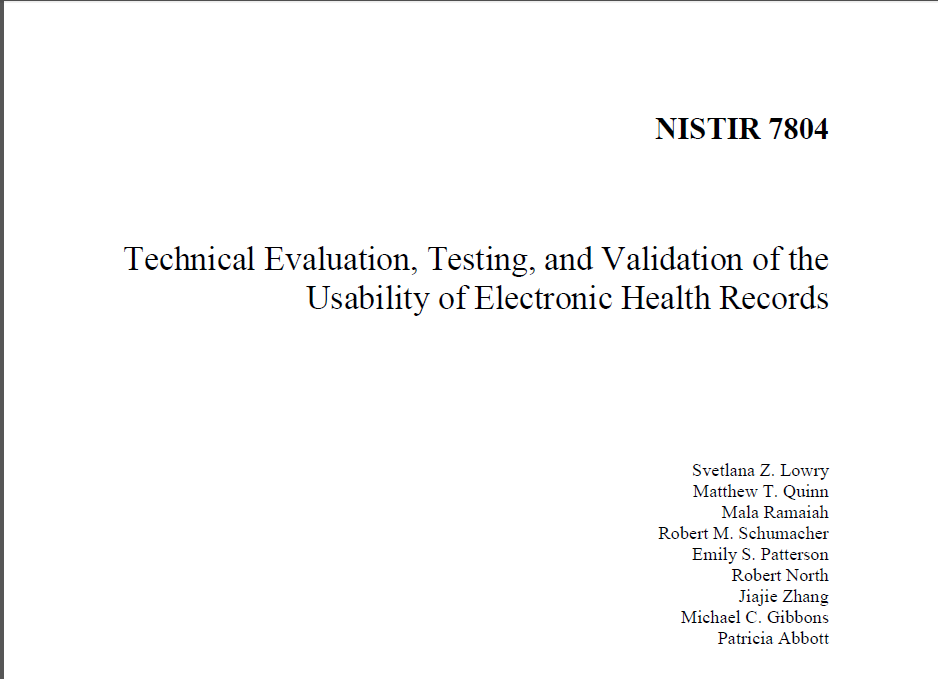 NISTIR 7804
Technical Evaluation, Testing, and Validation of the
Usability of Electronic Health Records
Svetlana Z. Lowry
Matthew T. Quinn
Mala Ramaiah
Robert M. Schumacher
Emily S. Patterson
Robert North
Jiajie Zhang
Michael C. Gibbons
Patricia Abbott